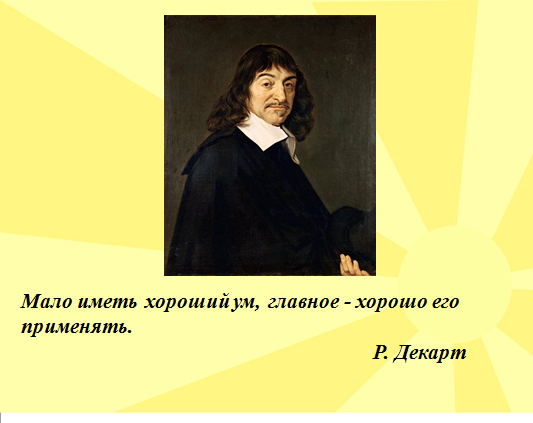 Мало иметь хороший ум, главное - хорошо его
применять.
Р. Декарт